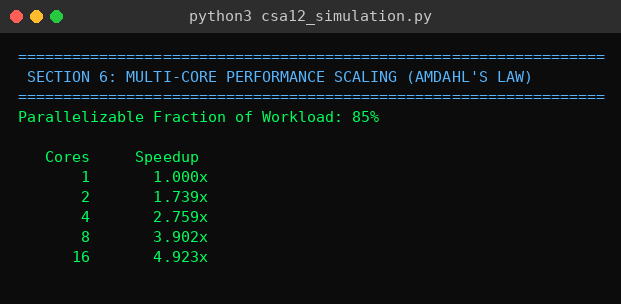 python3 csa12_simulation.py
=================================================================
SECTION 6: MULTI-CORE PERFORMANCE SCALING (AMDAHL'S LAW)
=================================================================
Parallelizable Fraction of Workload: 85%
Cores     Speedup
1       1.000x
2       1.739x
4       2.759x
8       3.902x
16       4.923x